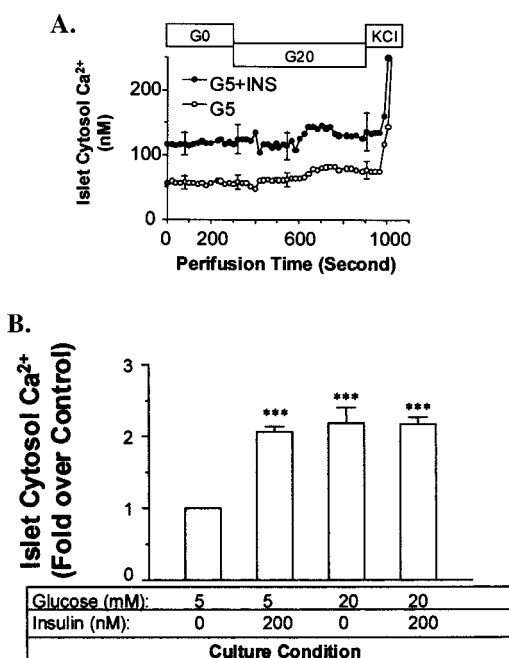 A.
G0
G20
KCl
Islet Cytosol Ca²⁺
(nM)
200
100
0
G5+INS
G5
0 200 600 1000
Perifusion Time (Second)
B.
Islet Cytosol Ca²⁺
(Fold over Control)
3
2
1
0
*** *** ***
Glucose (mM): 5 5 20 20
Insulin (nM): 0 200 0 200
Culture Condition